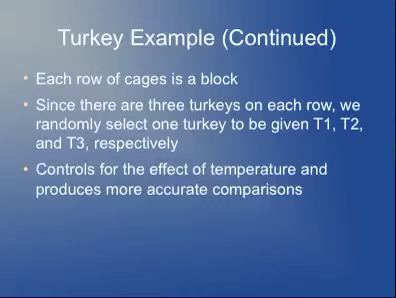 Turkey Example (Continued)
• Each row of cages is a block
• Since there are three turkeys on each row, we
randomly select one turkey to be given T1, T2,
and T3, respectively
• Controls for the effect of temperature and
produces more accurate comparisons